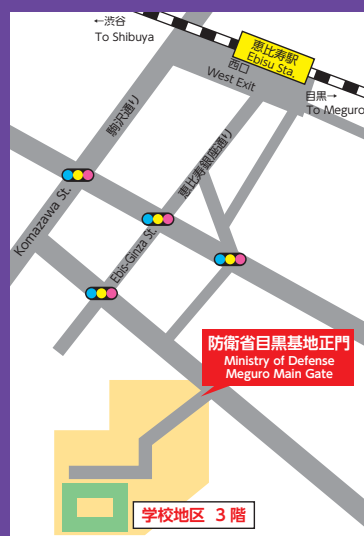 ←渋谷
To Shibuya
恵比寿駅
Ebisu Sta.
西口
West Exit
目黒→
To Meguro
駒沢通り
恵比寿銀座通り
Komazawa St.
Ebis-Ginza St.
防衛省目黒基地正門
Ministry of Defense
Meguro Main Gate
学校地区 3階